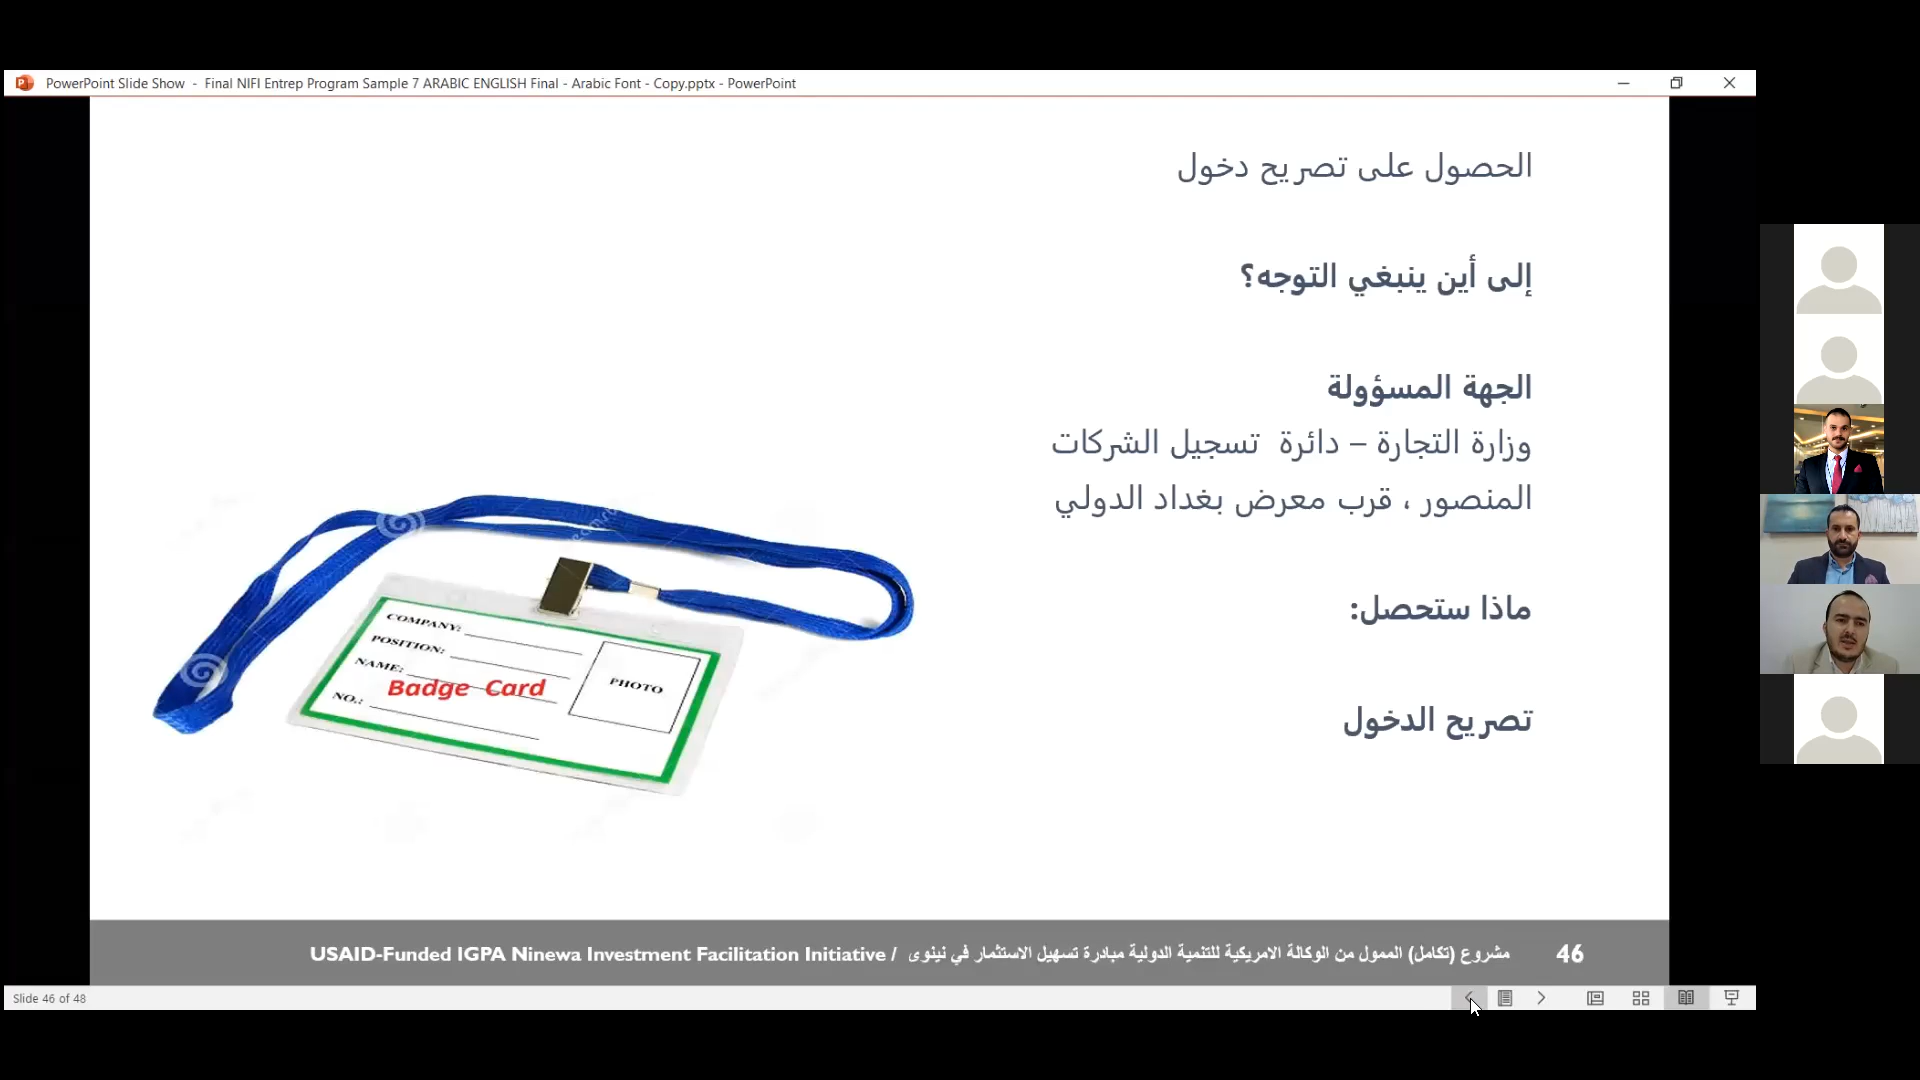 PowerPoint Slide Show - Final NIFI Entrep Program Sample 7 ARABIC ENGLISH Final - Arabic Font - Copy.pptx - PowerPoint
الحصول على تصريح دخول
إلى أين ينبغي التوجه؟
الجهة المسؤولة
وزارة التجارة – دائرة تسجيل الشركات
المنصور ، قرب معرض بغداد الدولي
ماذا ستحصل:
تصريح الدخول
COMPANY:
POSITION:
NAME:
Badge Card
NO.:
PHOTO
USAID-Funded IGPA Ninewa Investment Facilitation Initiative / مشروع (تكامل) الممول من الوكالة الامريكية للتنمية الدولية مبادرة تسهيل الاستثمار في نينوى
46
Slide 46 of 48